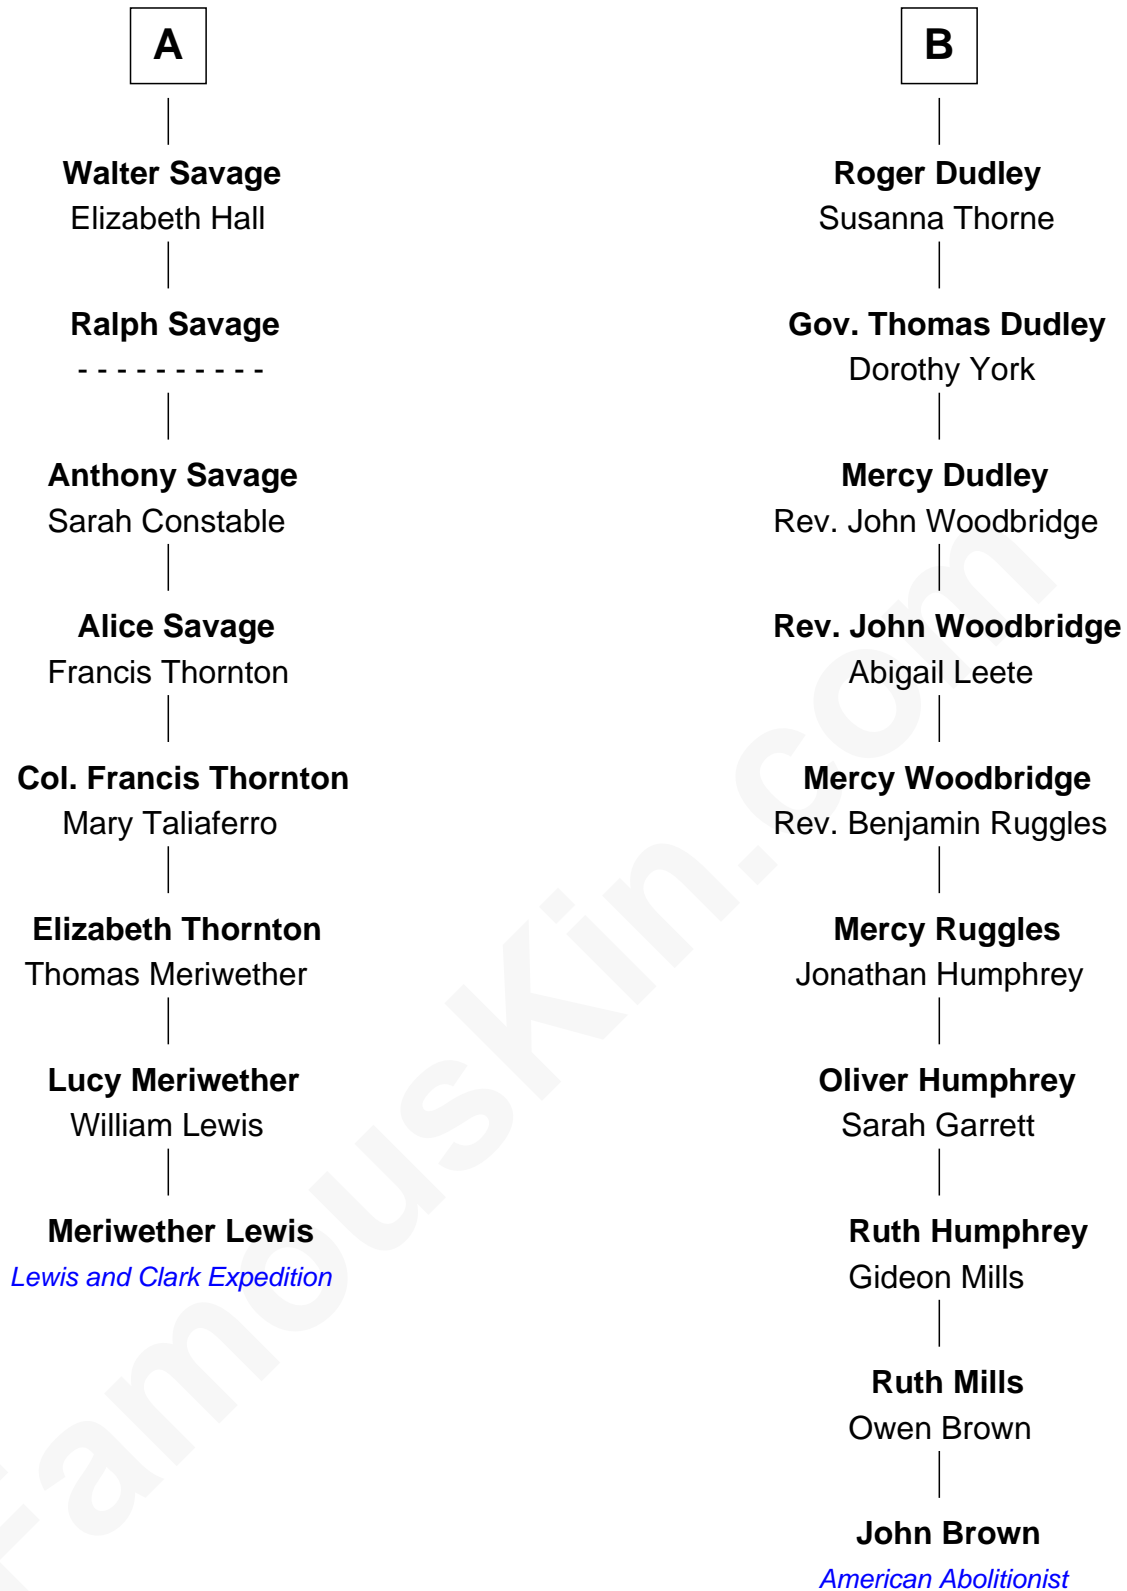 A
Walter Savage
Elizabeth Hall
Ralph Savage
- - - - - - - - - -
Anthony Savage
Sarah Constable
Alice Savage
Francis Thornton
Col. Francis Thornton
Mary Taliaferro
Elizabeth Thornton
Thomas Meriwether
Lucy Meriwether
William Lewis
Meriwether Lewis
Lewis and Clark Expedition
B
Roger Dudley
Susanna Thorne
Gov. Thomas Dudley
Dorothy York
Mercy Dudley
Rev. John Woodbridge
Rev. John Woodbridge
Abigail Leete
Mercy Woodbridge
Rev. Benjamin Ruggles
Mercy Ruggles
Jonathan Humphrey
Oliver Humphrey
Sarah Garrett
Ruth Humphrey
Gideon Mills
Ruth Mills
Owen Brown
John Brown
American Abolitionist
FamousKin.com